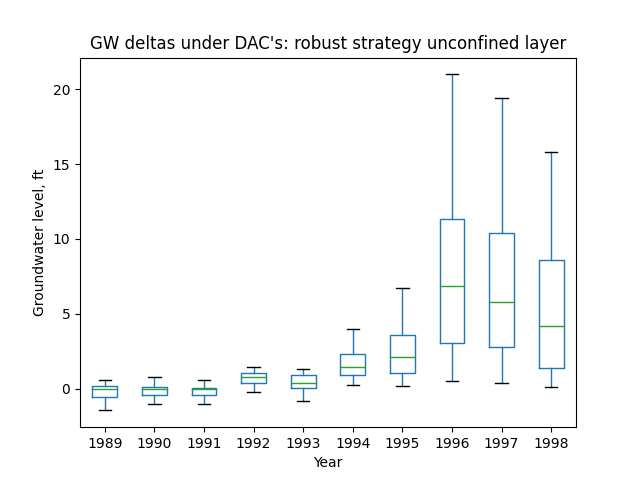 GW deltas under DAC's: robust strategy unconfined layer
Groundwater level, ft
20
15
10
5
0
1989 1990 1991 1992 1993 1994 1995 1996 1997 1998
Year